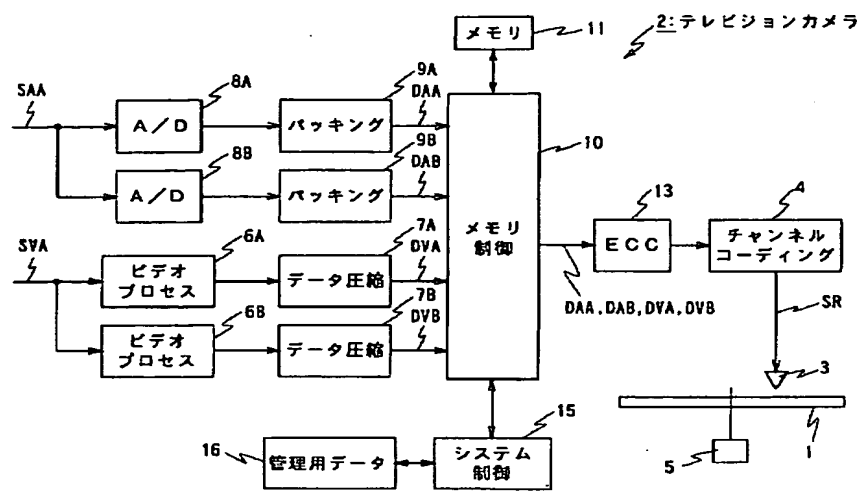 メモリ
11
2:テレビジョンカメラ
SAA
8A
A/D
9A
パッキング
DAA
8B
A/D
9B
パッキング
DAB
10
メモリ
制御
13
ECC
4
チャンネル
コーディング
SVA
6A
ビデオ
プロセス
7A
データ圧縮
DVA
6B
ビデオ
プロセス
7B
データ圧縮
DVB
DAA,DAB,DVA,DVB
SR
3
1
5
15
システム
制御
16
管理用データ